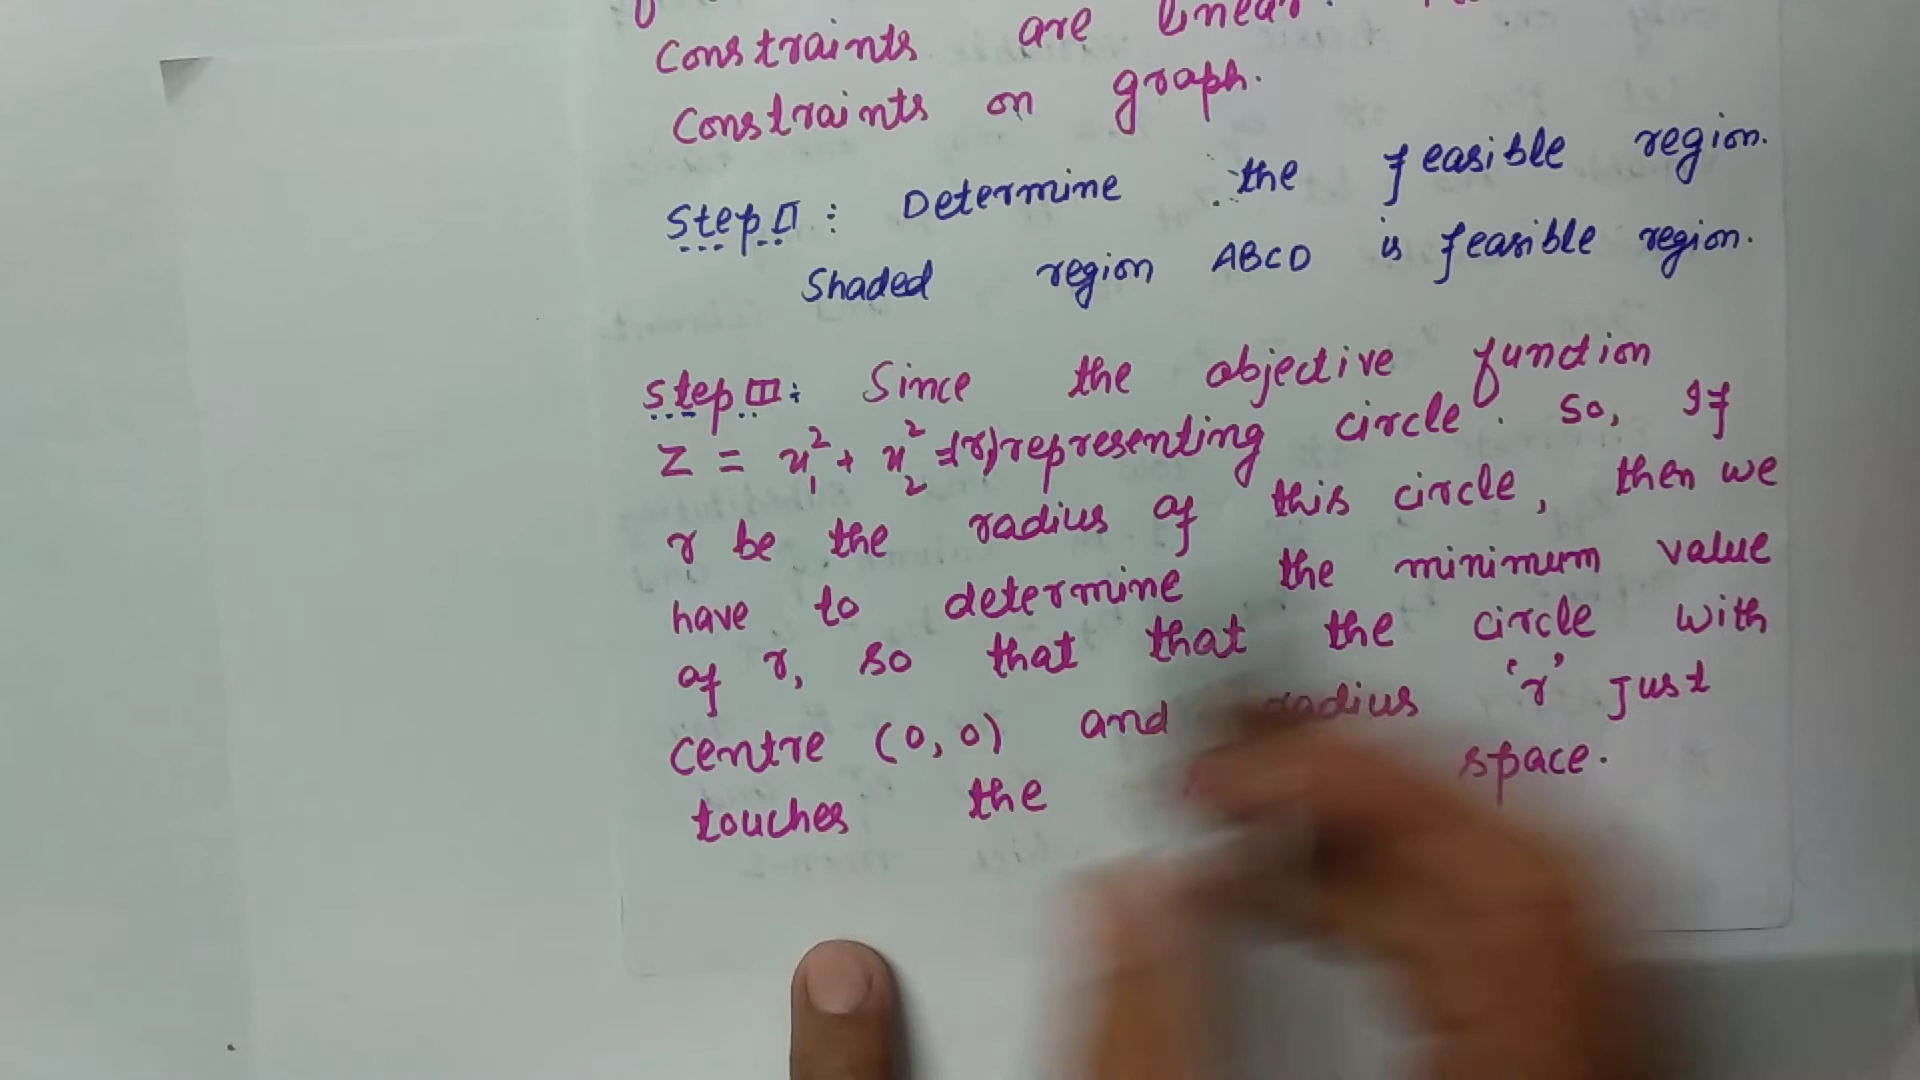 Constraints are linear.
Constraints on graph.
Step II : Determine the feasible region.
Shaded region ABCD is feasible region.
Step III : Since the objective function
Z = x₁² + x₂² =(r) representing circle. So, If
r be the radius of this circle, then we
have to determine the minimum value
of r, so that that the circle with
centre (0,0) and radius 'r' just
touches the space.